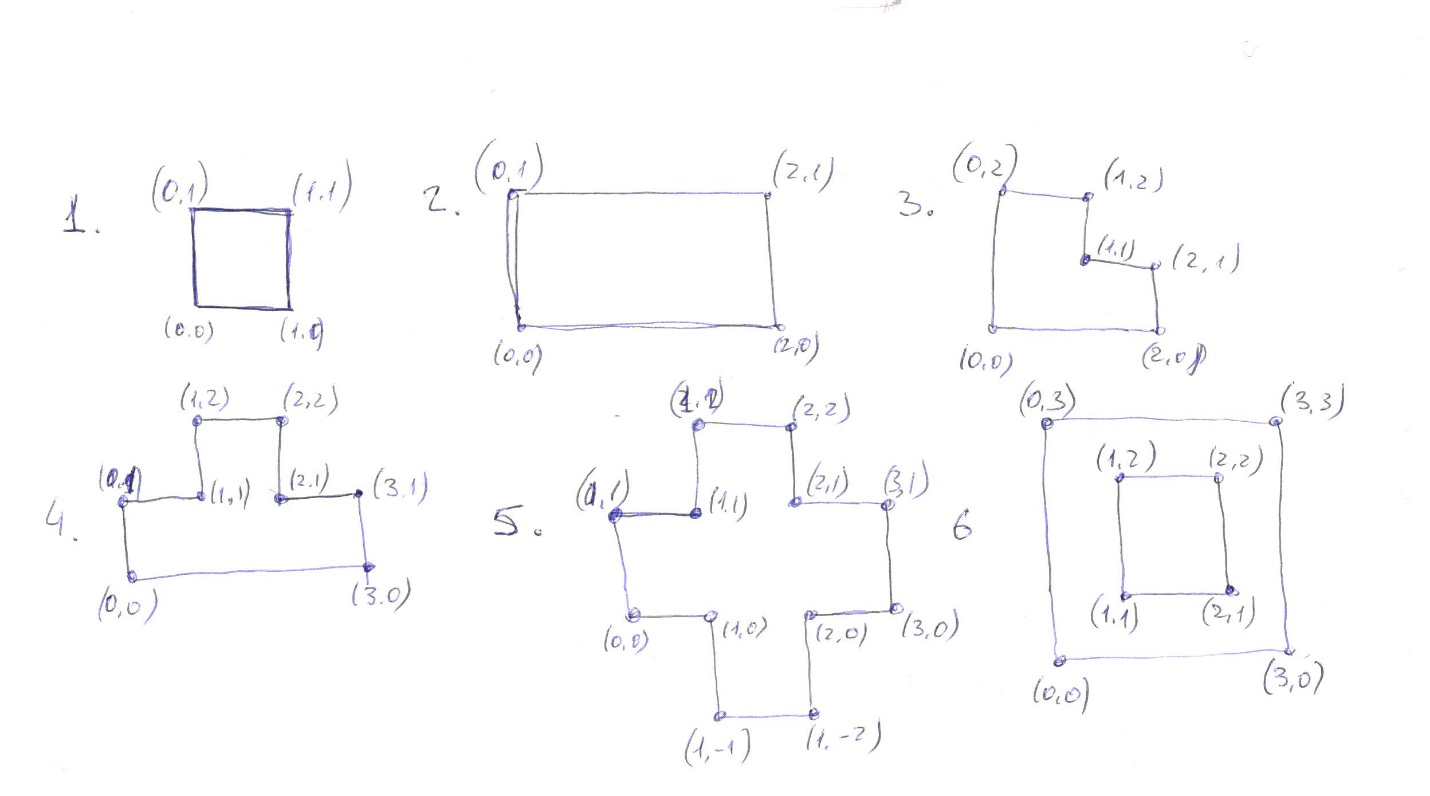 1. (0,1) (1,1)
(0.0) (1.0)
2. (0,1) (2,1)
(0,0) (2,0)
3. (0,2) (1,2)
(1,1) (2,1)
(0,0) (2,0)
4. (1,2) (2,2)
(0,1) (1,1) (2.1) (3.1)
(0,0) (3.0)
5. (2,2)
(0,1) (1.1) (2,1) (3,1)
(0,0) (1,0) (2,0) (3,0)
(1,-1) (1,-2)
6 (0,3) (3,3)
(1,2) (2,2)
(1,1) (2,1)
(0,0) (3,0)